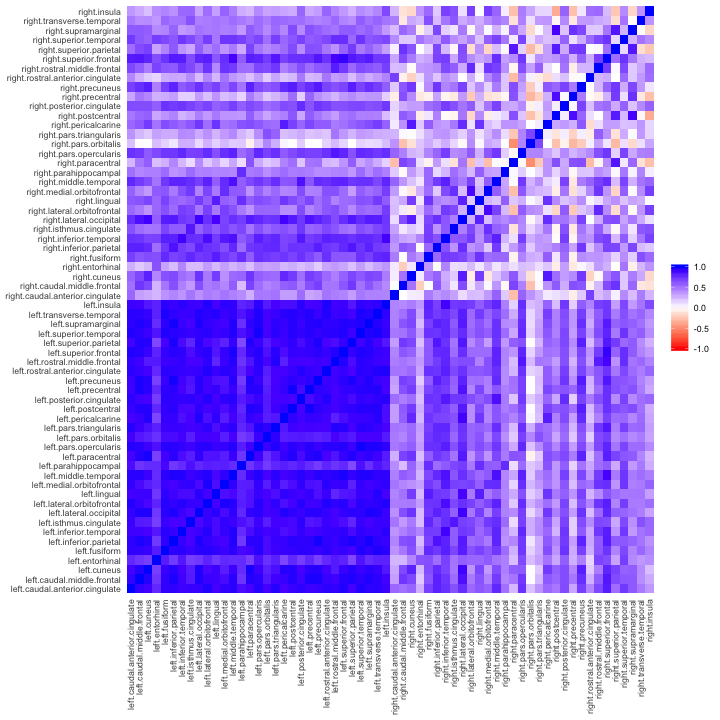 right.insula
right.transverse.temporal
right.supramarginal
right.superior.temporal
right.superior.parietal
right.superior.frontal
right.rostral.middle.frontal
right.rostral.anterior.cingulate
right.precuneus
right.precentral
right.posterior.cingulate
right.postcentral
right.pericalcarine
right.pars.triangularis
right.pars.orbitalis
right.pars.opercularis
right.paracentral
right.parahippocampal
right.middle.temporal
right.medial.orbitofrontal
right.lingual
right.lateral.orbitofrontal
right.lateral.occipital
right.isthmus.cingulate
right.inferior.temporal
right.inferior.parietal
right.fusiform
right.entorhinal
right.cuneus
right.caudal.middle.frontal
right.caudal.anterior.cingulate
left.insula
left.transverse.temporal
left.supramarginal
left.superior.temporal
left.superior.parietal
left.superior.frontal
left.rostral.middle.frontal
left.rostral.anterior.cingulate
left.precuneus
left.precentral
left.posterior.cingulate
left.postcentral
left.pericalcarine
left.pars.triangularis
left.pars.orbitalis
left.pars.opercularis
left.paracentral
left.parahippocampal
left.middle.temporal
left.medial.orbitofrontal
left.lingual
left.lateral.orbitofrontal
left.lateral.occipital
left.isthmus.cingulate
left.inferior.temporal
left.inferior.parietal
left.fusiform
left.entorhinal
left.cuneus
left.caudal.middle.frontal
left.caudal.anterior.cingulate
left.caudal.anterior.cingulate
left.caudal.middle.frontal
left.cuneus
left.entorhinal
left.fusiform
left.inferior.parietal
left.inferior.temporal
left.isthmus.cingulate
left.lateral.occipital
left.lateral.orbitofrontal
left.lingual
left.medial.orbitofrontal
left.middle.temporal
left.parahippocampal
left.paracentral
left.pars.opercularis
left.pars.orbitalis
left.pars.triangularis
left.pericalcarine
left.postcentral
left.posterior.cingulate
left.precentral
left.precuneus
left.rostral.anterior.cingulate
left.rostral.middle.frontal
left.superior.frontal
left.superior.parietal
left.superior.temporal
left.supramarginal
left.transverse.temporal
left.insula
right.caudal.anterior.cingulate
right.caudal.middle.frontal
right.cuneus
right.entorhinal
right.fusiform
right.inferior.parietal
right.inferior.temporal
right.isthmus.cingulate
right.lateral.occipital
right.lateral.orbitofrontal
right.lingual
right.medial.orbitofrontal
right.middle.temporal
right.parahippocampal
right.paracentral
right.pars.opercularis
right.pars.orbitalis
right.pars.triangularis
right.pericalcarine
right.postcentral
right.posterior.cingulate
right.precentral
right.precuneus
right.rostral.anterior.cingulate
right.rostral.middle.frontal
right.superior.frontal
right.superior.parietal
right.superior.temporal
right.supramarginal
right.transverse.temporal
right.insula
1.0
0.5
0.0
-0.5
-1.0